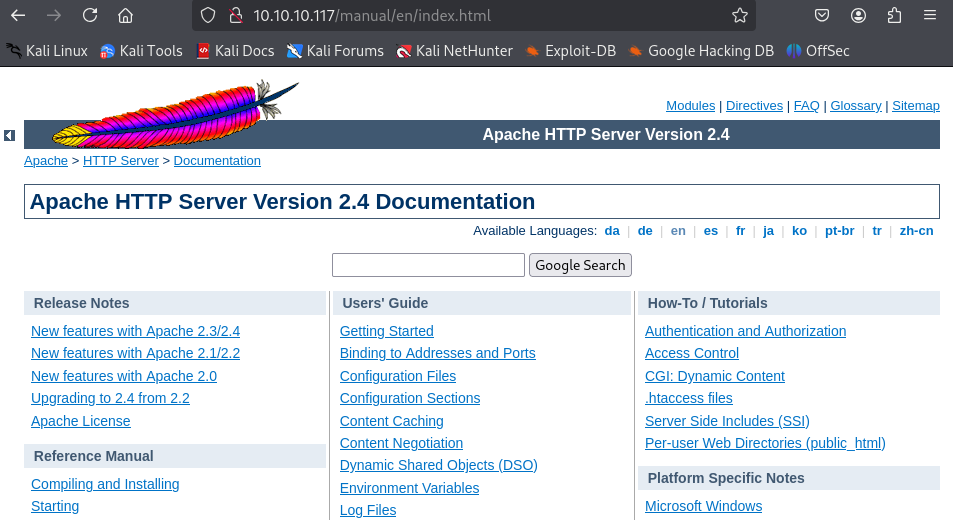 10.10.10.117/manual/en/index.html
Kali Linux Kali Tools Kali Docs Kali Forums Kali NetHunter Exploit-DB Google Hacking DB OffSec
Modules | Directives | FAQ | Glossary | Sitemap
Apache HTTP Server Version 2.4
Apache > HTTP Server > Documentation
Apache HTTP Server Version 2.4 Documentation
Available Languages: da | de | en | es | fr | ja | ko | pt-br | tr | zh-cn
Google Search
Release Notes
New features with Apache 2.3/2.4
New features with Apache 2.1/2.2
New features with Apache 2.0
Upgrading to 2.4 from 2.2
Apache License
Reference Manual
Compiling and Installing
Starting
Users' Guide
Getting Started
Binding to Addresses and Ports
Configuration Files
Configuration Sections
Content Caching
Content Negotiation
Dynamic Shared Objects (DSO)
Environment Variables
Log Files
How-To / Tutorials
Authentication and Authorization
Access Control
CGI: Dynamic Content
.htaccess files
Server Side Includes (SSI)
Per-user Web Directories (public_html)
Platform Specific Notes
Microsoft Windows